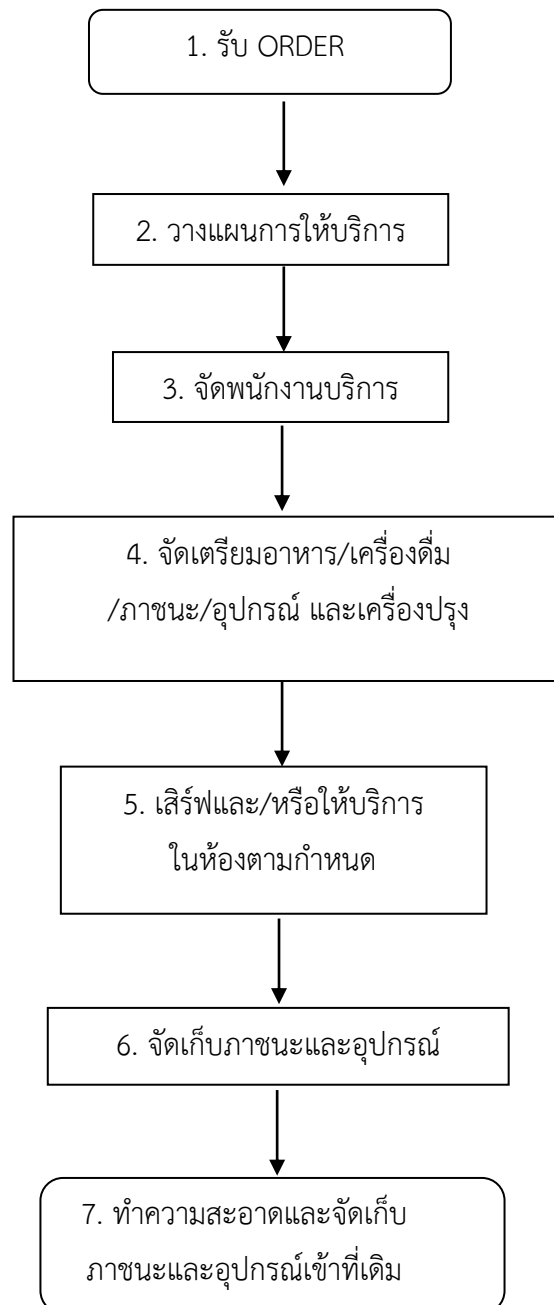 1. รับ ORDER
2. วางแผนการให้บริการ
3. จัดพนักงานบริการ
4. จัดเตรียมอาหาร/เครื่องดื่ม
/ภาชนะ/อุปกรณ์ และเครื่องปรุง
5. เสิร์ฟและ/หรือให้บริการ
ในห้องตามกำหนด
6. จัดเก็บภาชนะและอุปกรณ์
7. ทำความสะอาดและจัดเก็บ
ภาชนะและอุปกรณ์เข้าที่เดิม